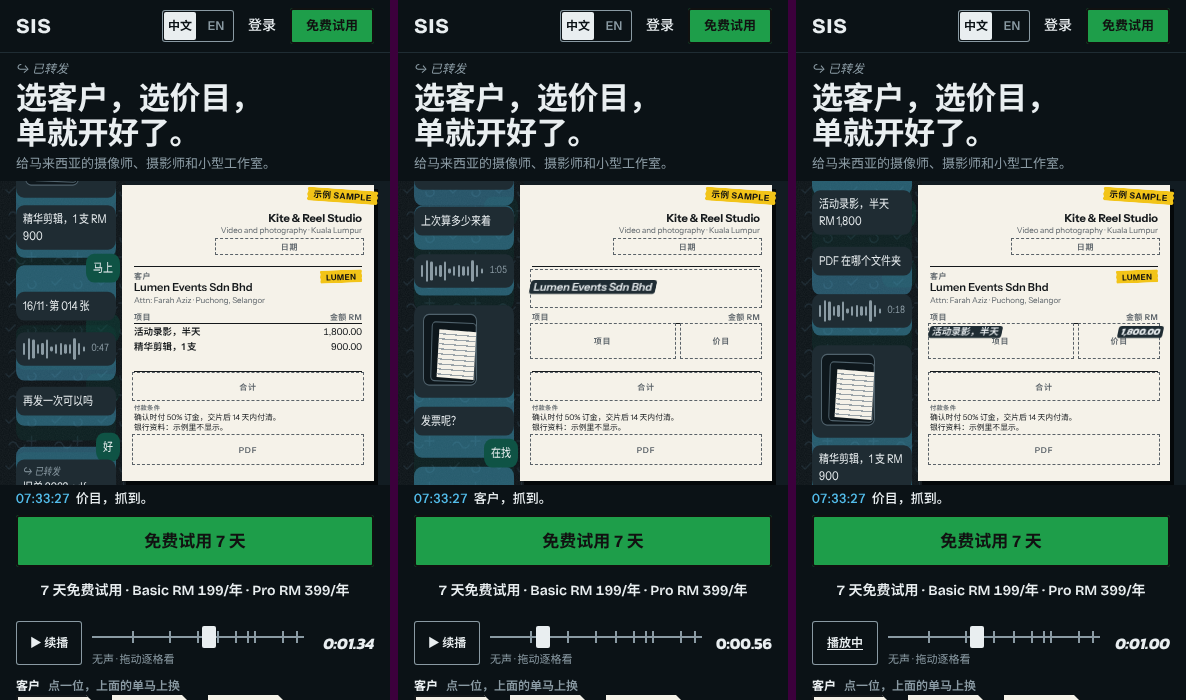 SIS
中文 EN
登录
免费试用
↪ 已转发
选客户，选价目，
单就开好了。
给马来西亚的摄像师、摄影师和小型工作室。
精华剪辑，1 支 RM
900
马上
16/11 · 第 014 张
0:47
再发一次可以吗
好
↪ 已转发
示例 SAMPLE
Kite & Reel Studio
Video and photography · Kuala Lumpur
日期
客户
LUMEN
Lumen Events Sdn Bhd
Attn: Farah Aziz · Puchong, Selangor
项目 金额 RM
活动录影，半天 1,800.00
精华剪辑，1 支 900.00
合计
付款条件
确认时付 50% 订金，交片后 14 天内付清。
银行资料：示例里不显示。
PDF
07:33:27 价目，抓到。
免费试用 7 天
7 天免费试用 · Basic RM 199/年 · Pro RM 399/年
▶ 续播
0:01.34
无声 · 拖动逐格看
客户 点一位，上面的单马上换
SIS
中文 EN
登录
免费试用
↪ 已转发
选客户，选价目，
单就开好了。
给马来西亚的摄像师、摄影师和小型工作室。
上次算多少来着
1:05
发票呢？
在找
示例 SAMPLE
Kite & Reel Studio
Video and photography · Kuala Lumpur
日期
Lumen Events Sdn Bhd
项目 金额 RM
项目 价目
合计
付款条件
确认时付 50% 订金，交片后 14 天内付清。
银行资料：示例里不显示。
PDF
07:33:27 客户，抓到。
免费试用 7 天
7 天免费试用 · Basic RM 199/年 · Pro RM 399/年
▶ 续播
0:00.56
无声 · 拖动逐格看
客户 点一位，上面的单马上换
SIS
中文 EN
登录
免费试用
↪ 已转发
选客户，选价目，
单就开好了。
给马来西亚的摄像师、摄影师和小型工作室。
活动录影，半天
RM 1,800
PDF 在哪个文件夹
0:18
精华剪辑，1 支 RM
900
示例 SAMPLE
Kite & Reel Studio
Video and photography · Kuala Lumpur
日期
客户
LUMEN
Lumen Events Sdn Bhd
Attn: Farah Aziz · Puchong, Selangor
项目 金额 RM
活动录影，半天 1,800.00
项目 价目
合计
付款条件
确认时付 50% 订金，交片后 14 天内付清。
银行资料：示例里不显示。
PDF
07:33:27 价目，抓到。
免费试用 7 天
7 天免费试用 · Basic RM 199/年 · Pro RM 399/年
播放中
0:01.00
无声 · 拖动逐格看
客户 点一位，上面的单马上换